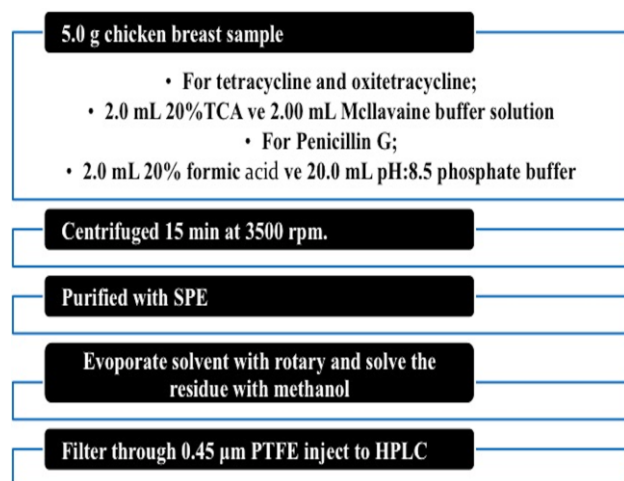 5.0 g chicken breast sample
• For tetracycline and oxitetracycline;
• 2.0 mL 20%TCA ve 2.00 mL Mcllavaine buffer solution
• For Penicillin G;
• 2.0 mL 20% formic acid ve 20.0 mL pH:8.5 phosphate buffer
Centrifuged 15 min at 3500 rpm.
Purified with SPE
Evoporate solvent with rotary and solve the
residue with methanol
Filter through 0.45 µm PTFE inject to HPLC